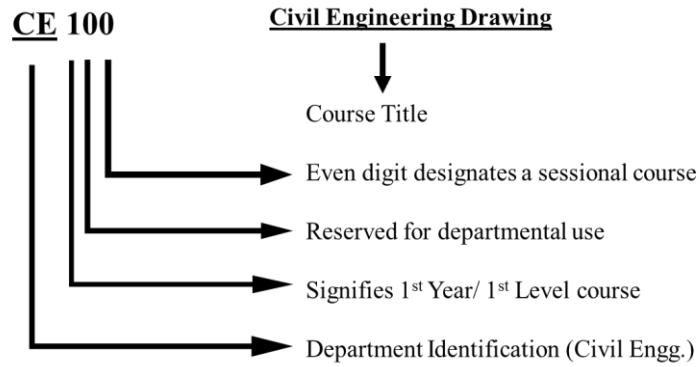 CE 100 Civil Engineering Drawing
Course Title
Even digit designates a sessional course
Reserved for departmental use
Signifies 1st Year/ 1st Level course
Department Identification (Civil Engg.)